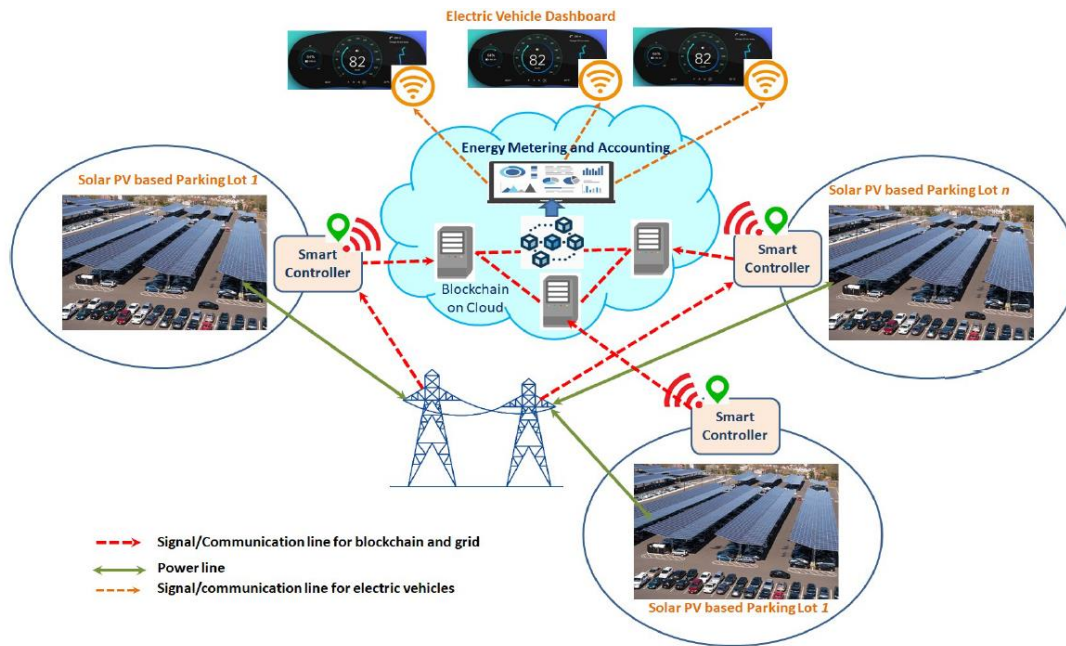 Electric Vehicle Dashboard
82
82
82
Energy Metering and Accounting
Solar PV based Parking Lot 1
Solar PV based Parking Lot n
Smart
Controller
Smart
Controller
Blockchain
on Cloud
Smart
Controller
Signal/Communication line for blockchain and grid
Power line
Signal/communication line for electric vehicles
Solar PV based Parking Lot 1